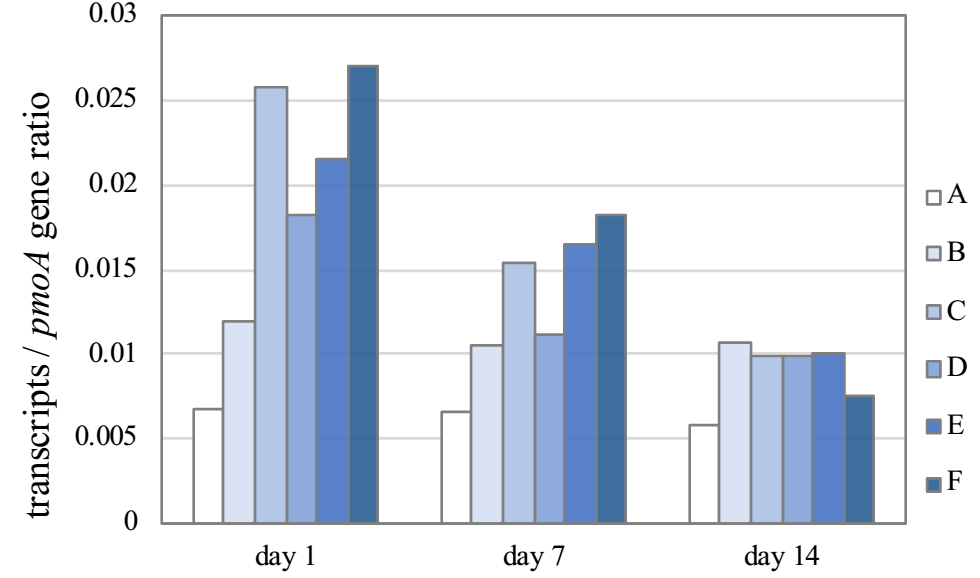 transcripts / pmoA gene ratio
0.03
0.025
0.02
0.015
0.01
0.005
0
day 1 day 7 day 14
A
B
C
D
E
F